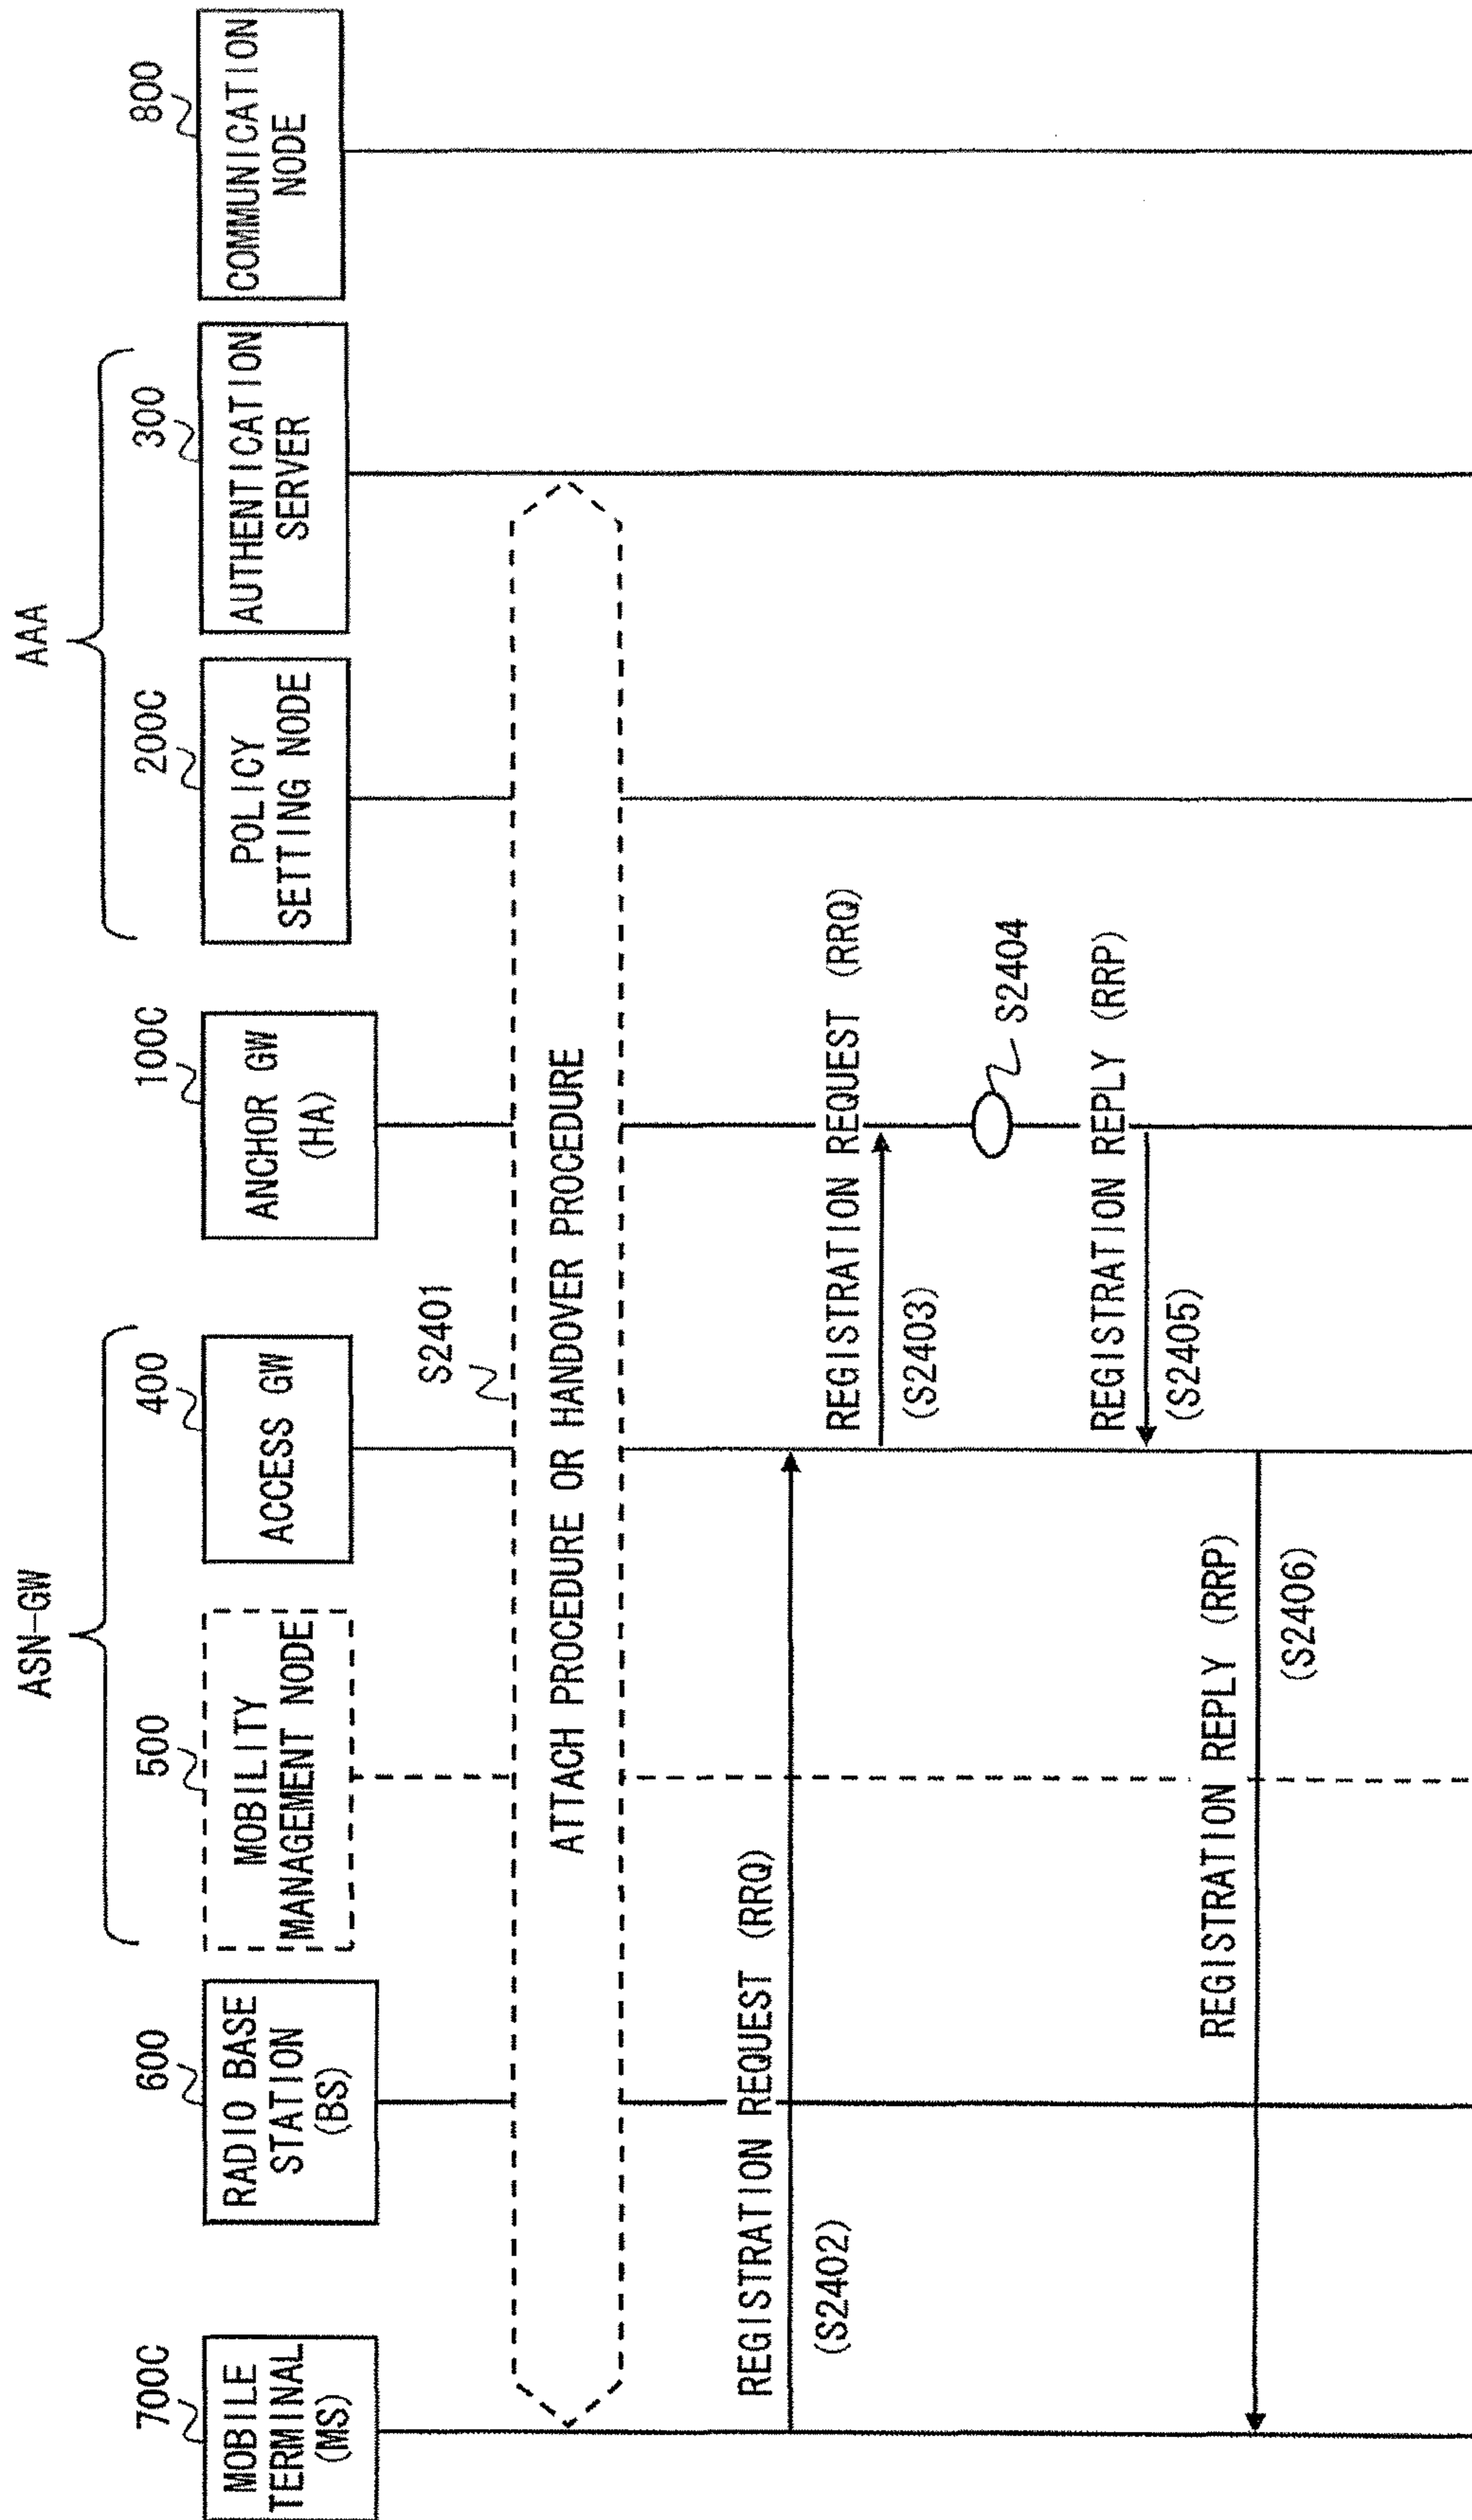 ASN-GW
AAA
700C
600
500
400
100C
200C
300
800
MOBILE
TERMINAL
(MS)
RADIO BASE
STATION
(BS)
MOBILITY
MANAGEMENT NODE
ACCESS GW
ANCHOR GW
(HA)
POLICY
SETTING NODE
AUTHENTICATION
SERVER
COMMUNICATION
NODE
S2401
ATTACH PROCEDURE OR HANDOVER PROCEDURE
REGISTRATION REQUEST (RRQ)
(S2402)
REGISTRATION REQUEST (RRQ)
(S2403)
S2404
REGISTRATION REPLY (RRP)
(S2405)
REGISTRATION REPLY (RRP)
(S2406)